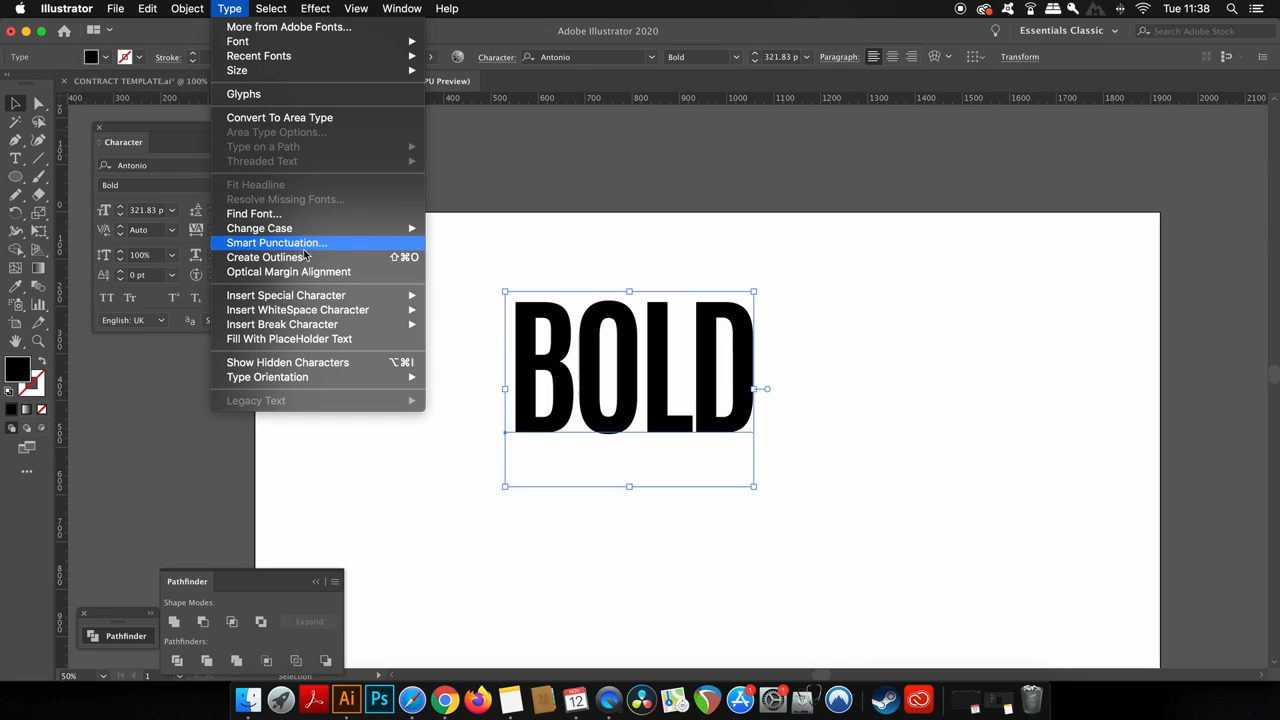 Illustrator File Edit Object Type Select Effect View Window Help Tue 11:38
Adobe Illustrator 2020 Essentials Classic Search Adobe Stock
Type Stroke: Character: Antonio Bold 321.83 p Paragraph: Transform
CONTRACT TEMPLATE.ai* @ 100% PU Preview)
400 300 200 400 500 600 700 800 900 1000 1100 1200 1300 1400 1500 1600 1700 1800 1900 2000 2100
More from Adobe Fonts...
Font
Recent Fonts
Size
Glyphs
Convert To Area Type
Area Type Options...
Type on a Path
Threaded Text
Fit Headline
Resolve Missing Fonts...
Find Font...
Change Case
Smart Punctuation...
Create Outlines ⇧⌘O
Optical Margin Alignment
Insert Special Character
Insert WhiteSpace Character
Insert Break Character
Fill With PlaceHolder Text
Show Hidden Characters ⌥⌘I
Type Orientation
Legacy Text
Character
Antonio
Bold
321.83 p
Auto
100%
0 pt
TT Tr T¹ T
English: UK
BOLD
Pathfinder
Shape Modes:
Expand
Pathfinders:
Pathfinder
50% 1 Selection
Ai Ps NOV 12